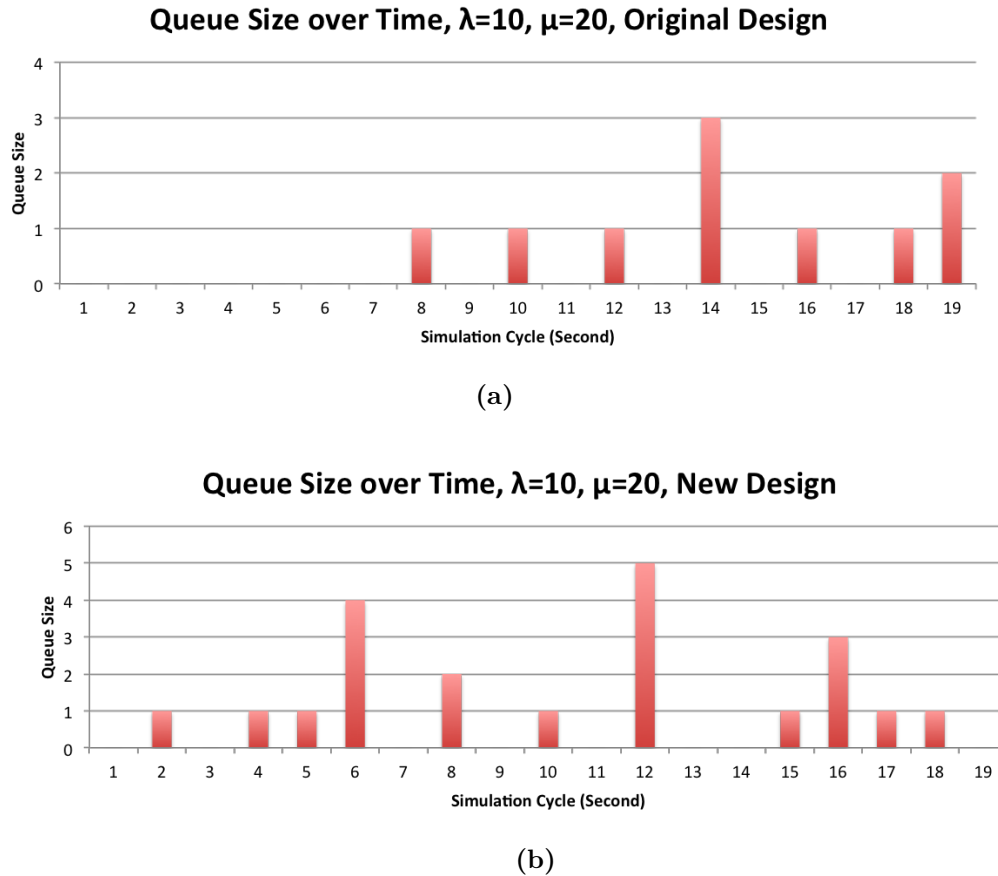 Queue Size over Time, λ=10, μ=20, Original Design
4
3
2
1
0
Queue Size
1 2 3 4 5 6 7 8 9 10 11 12 13 14 15 16 17 18 19
Simulation Cycle (Second)
(a)
Queue Size over Time, λ=10, μ=20, New Design
6
5
4
3
2
1
0
Queue Size
1 2 3 4 5 6 7 8 9 10 11 12 13 14 15 16 17 18 19
Simulation Cycle (Second)
(b)